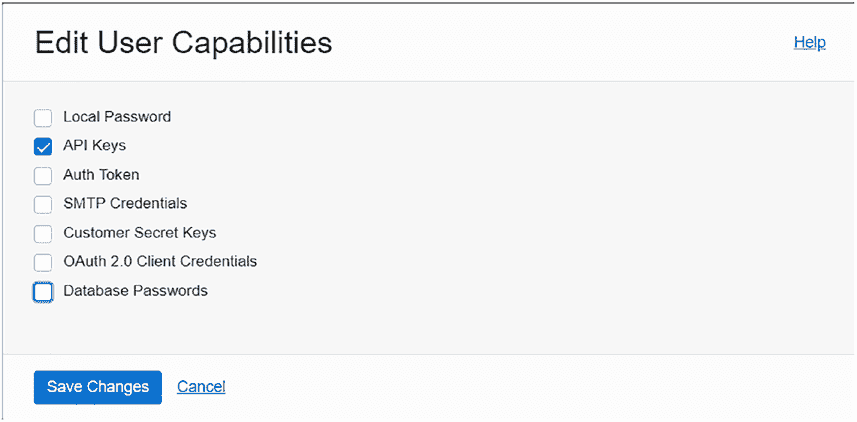 Edit User Capabilities
Help
Local Password
API Keys
Auth Token
SMTP Credentials
Customer Secret Keys
OAuth 2.0 Client Credentials
Database Passwords
Save Changes Cancel